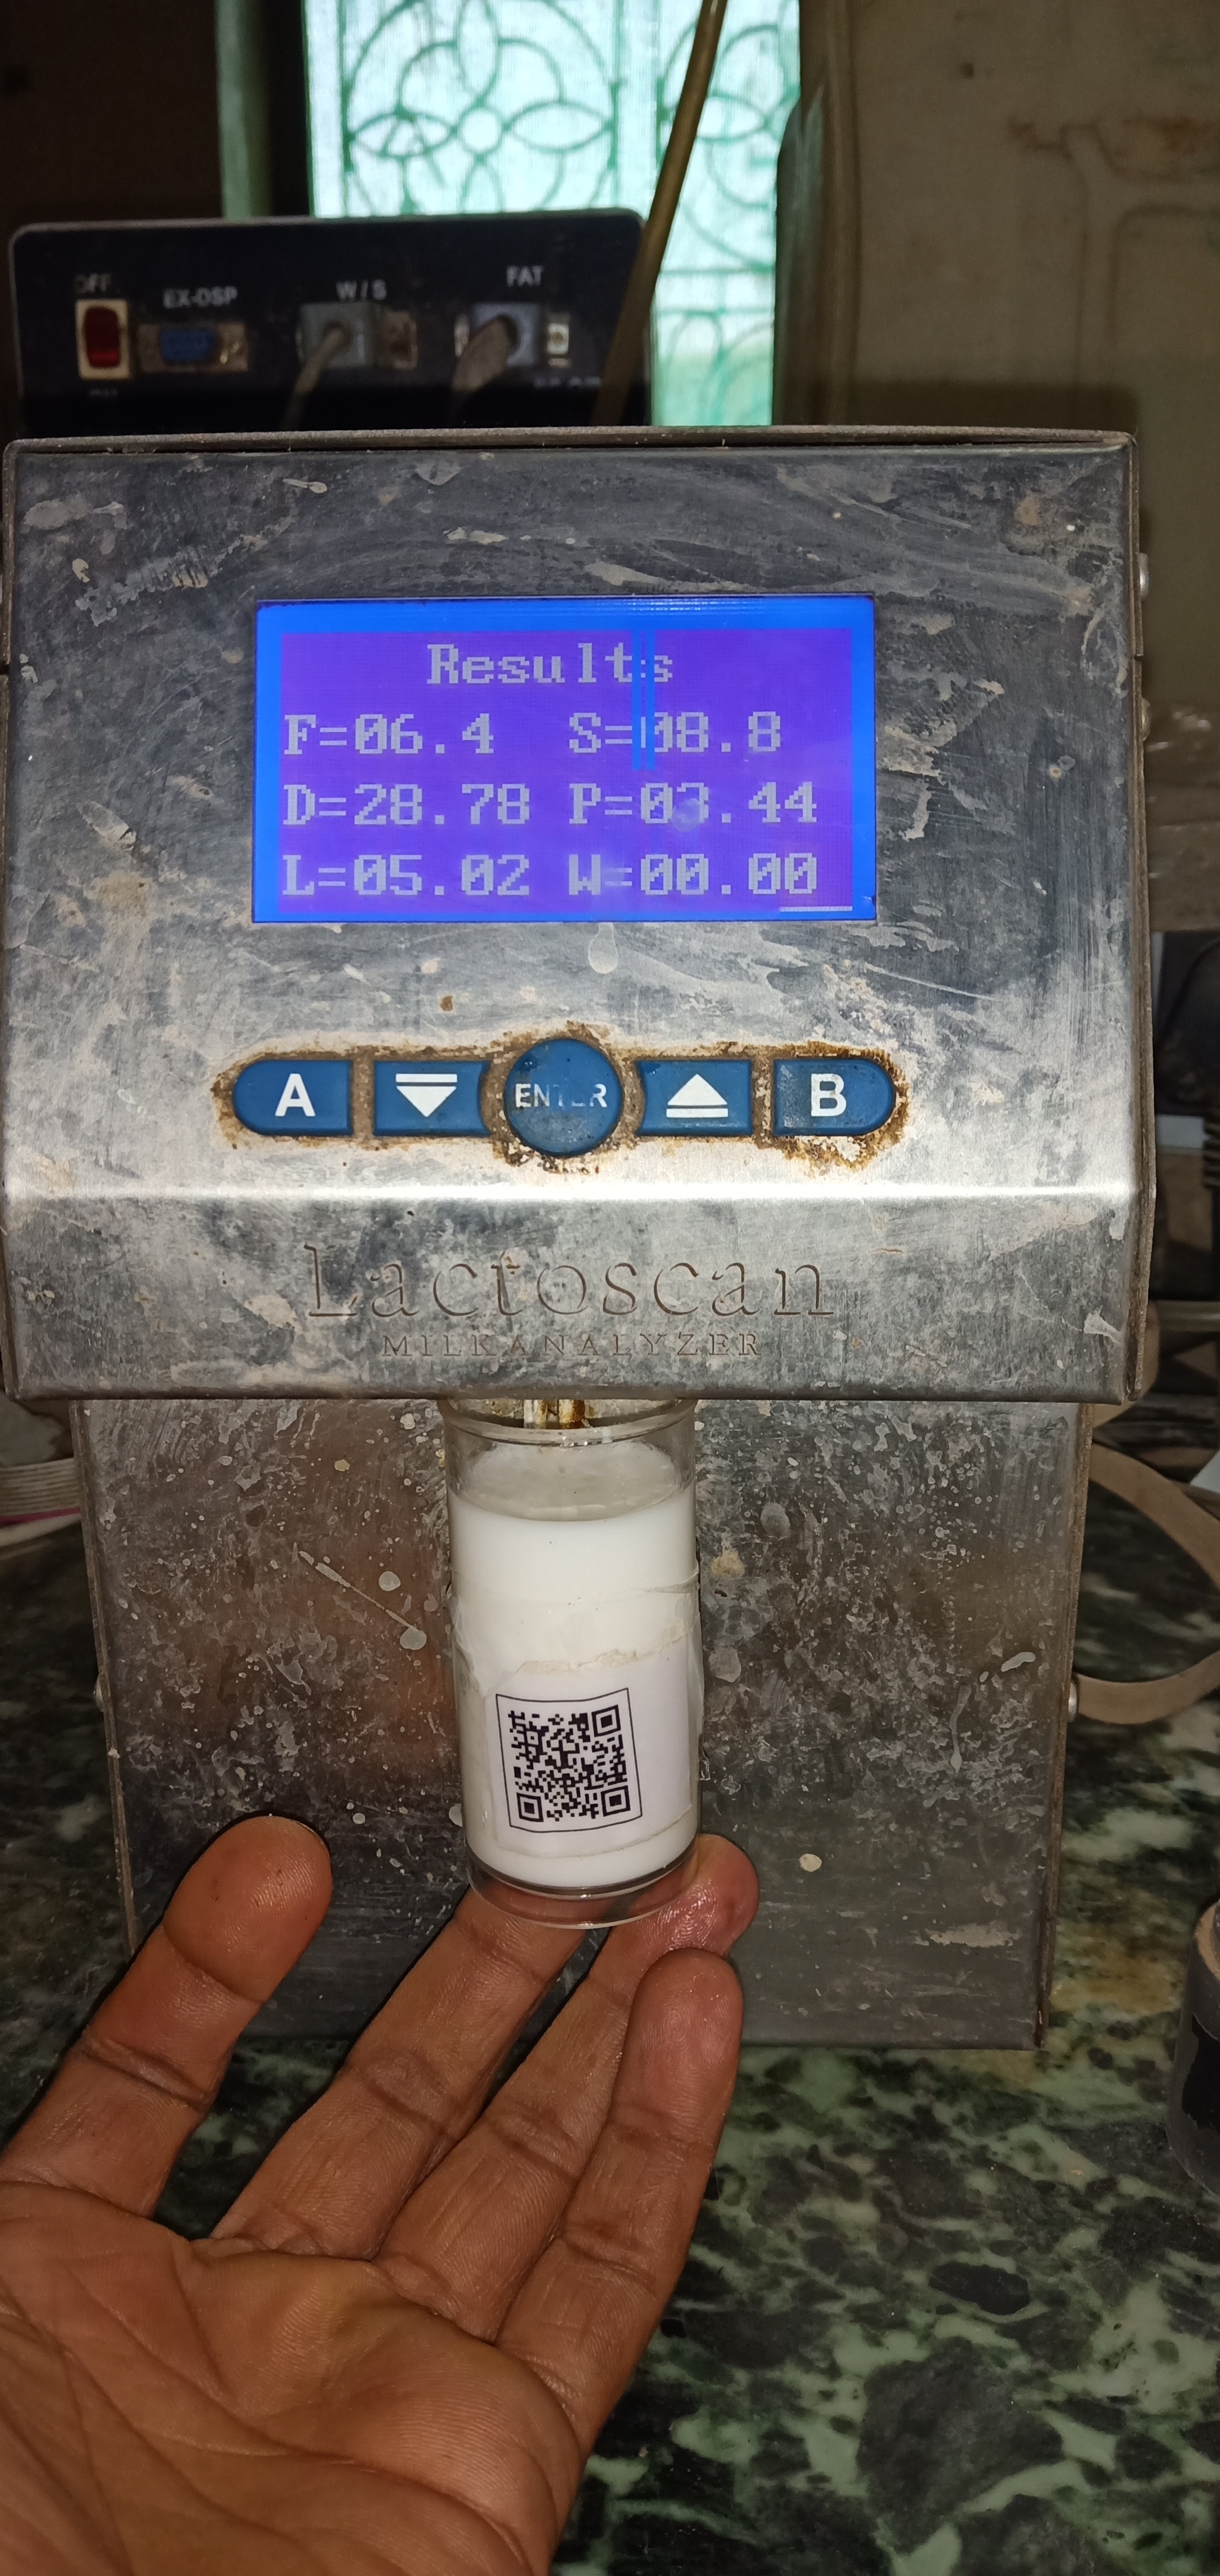 OFF
EX-DSP
W / S
FAT
Results
F=06.4 S=08.8
D=28.78 P=03.44
L=05.02 W=00.00
A
ENTER
B
Lactoscan
MILKANALYZER